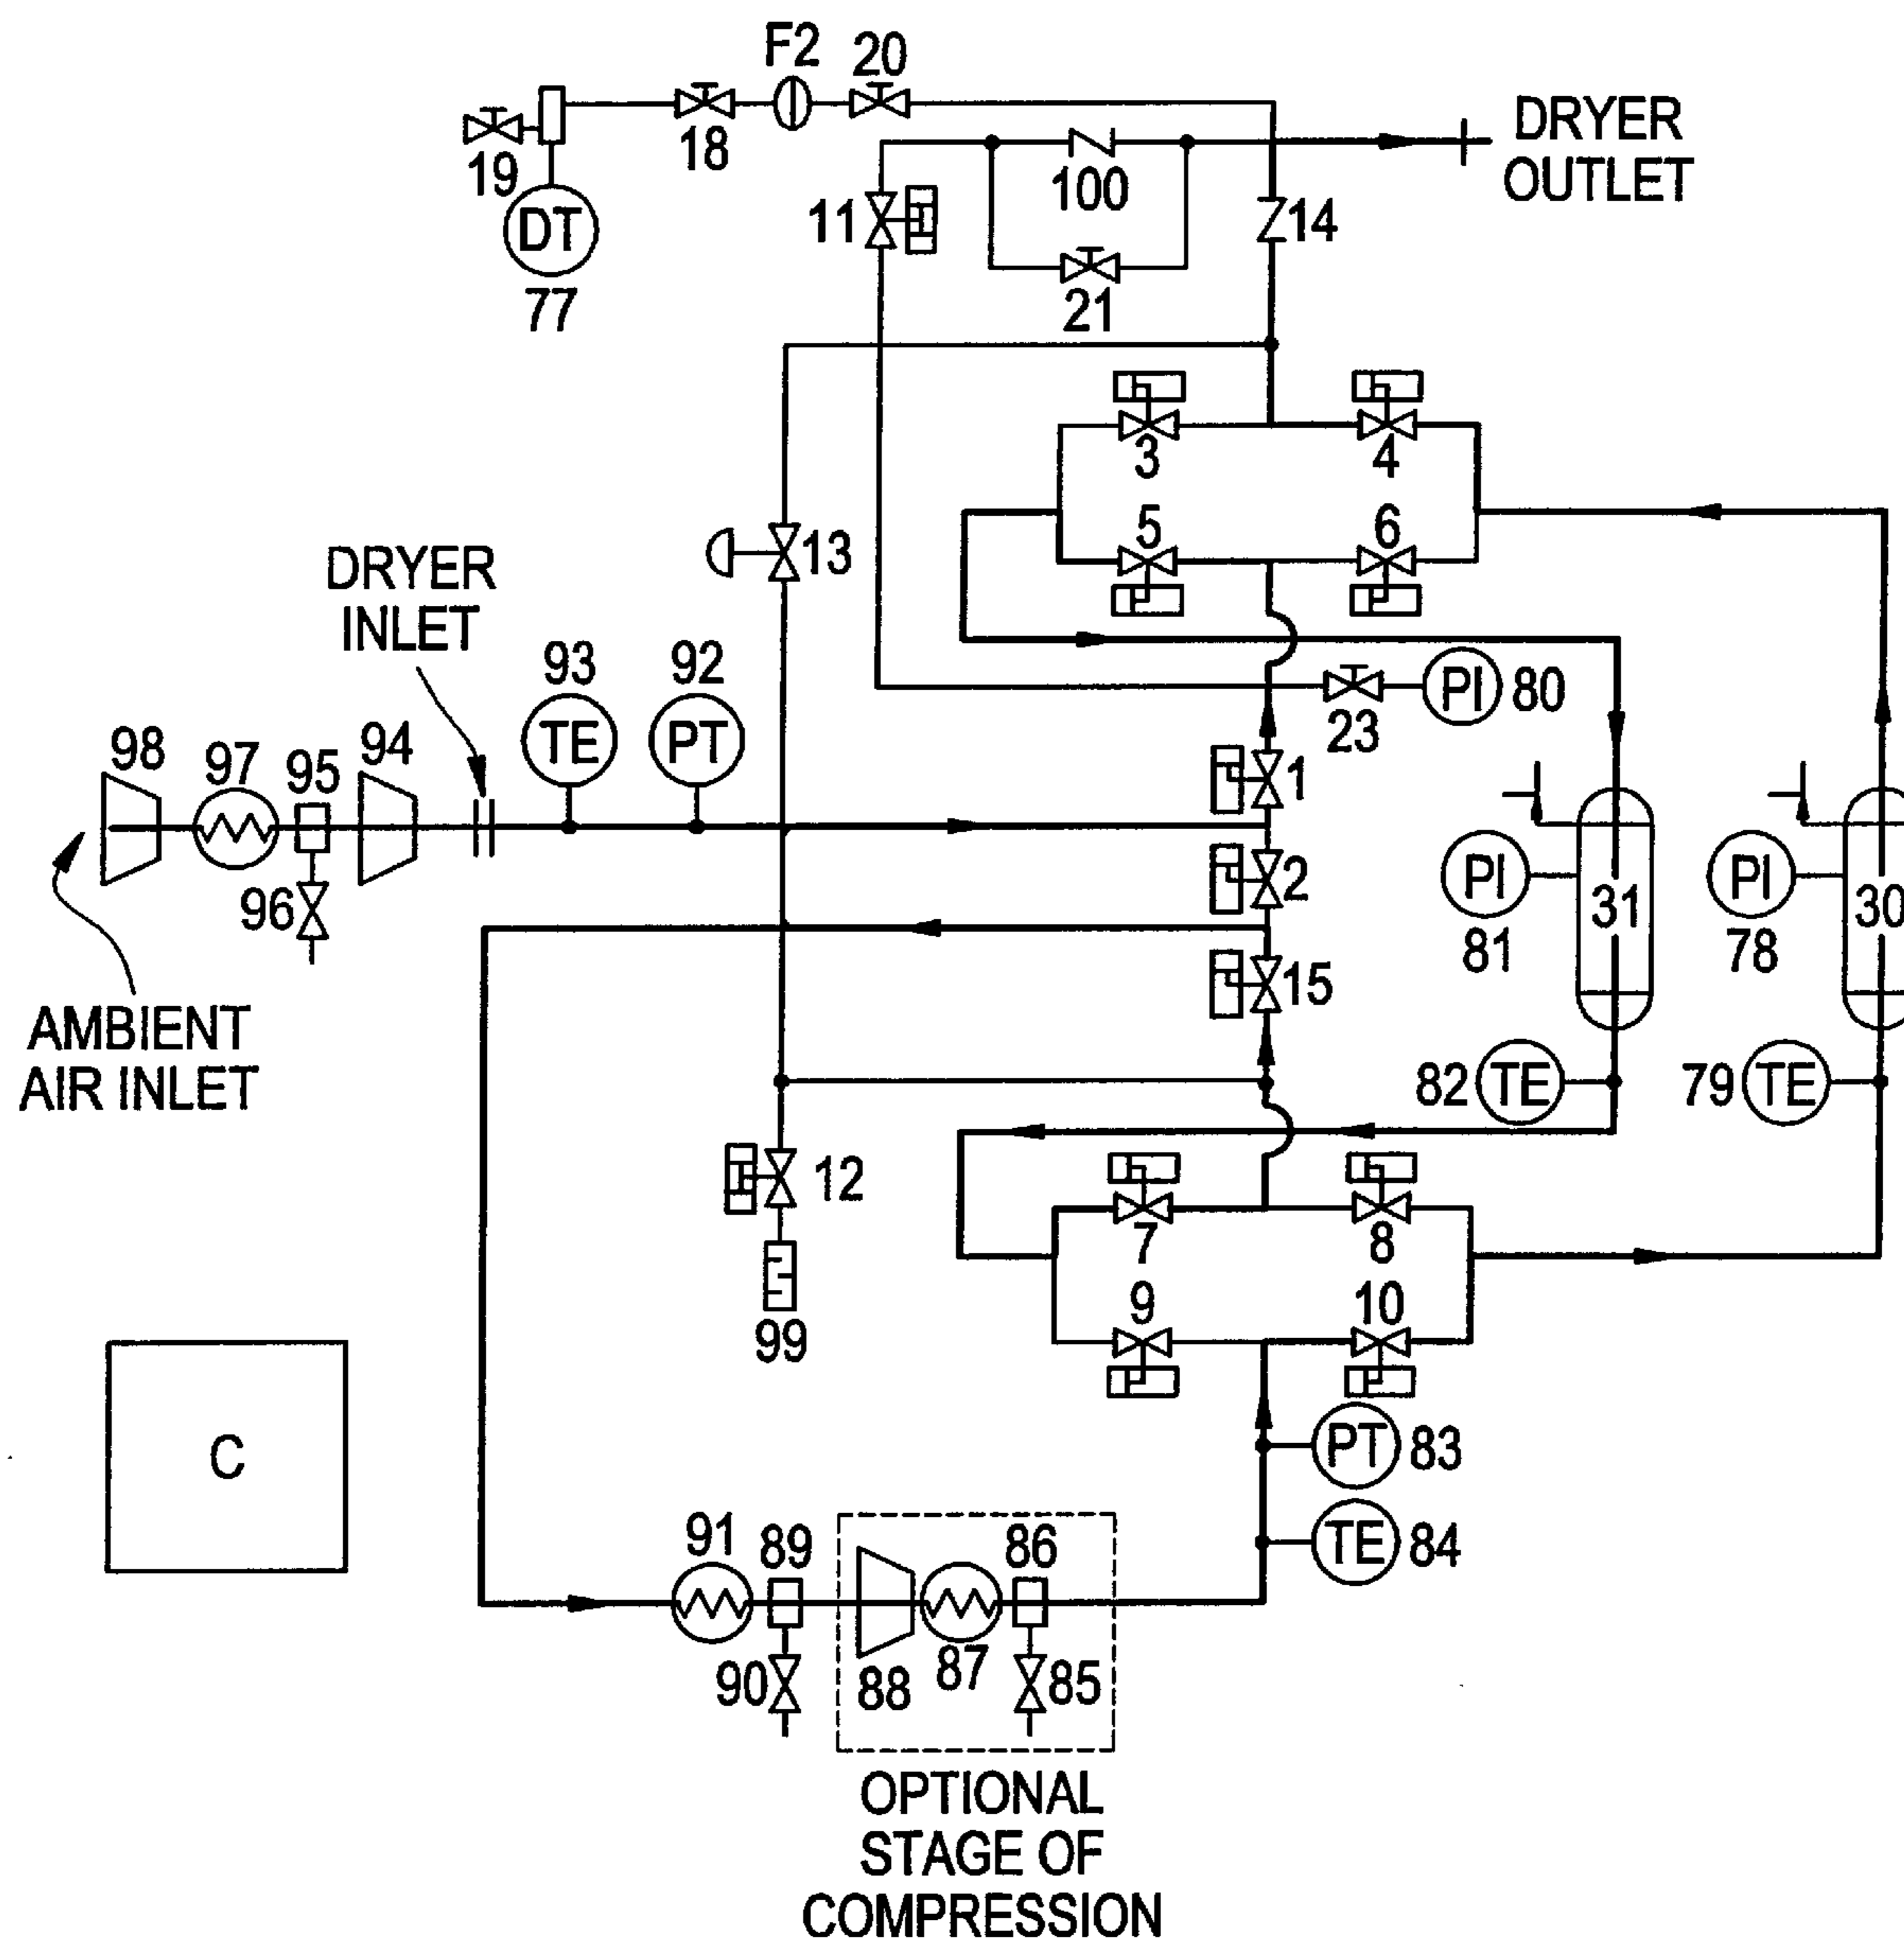 F2
20
19
18
DT
77
11
100
21
14
DRYER
OUTLET
3
4
5
6
13
DRYER
INLET
93
TE
92
PT
PI
80
23
98
97
95
94
96
1
2
15
AMBIENT
AIR INLET
PI
81
31
PI
78
30
82
TE
79
TE
12
99
7
8
9
10
C
PT
83
TE
84
91
89
90
86
88
87
85
OPTIONAL
STAGE OF
COMPRESSION